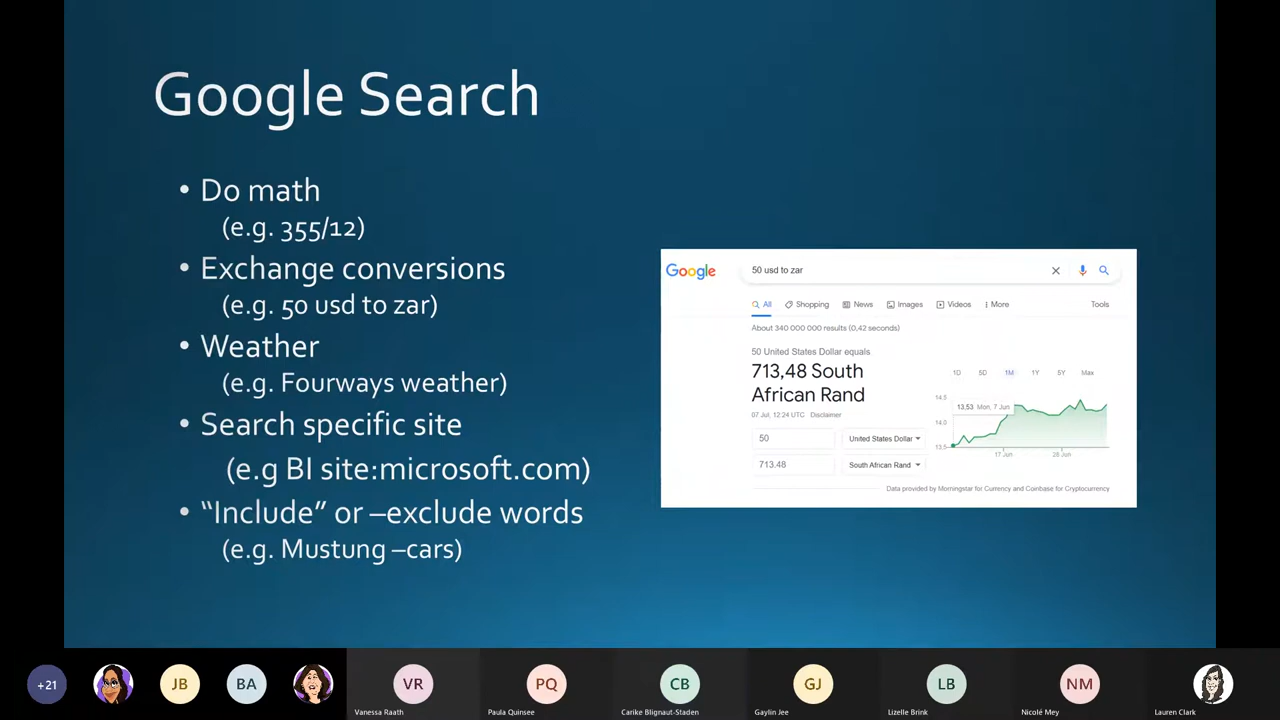 Google Search
• Do math
(e.g. 355/12)
• Exchange conversions
(e.g. 50 usd to zar)
• Weather
(e.g. Fourways weather)
• Search specific site
(e.g BI site:microsoft.com)
• “Include” or –exclude words
(e.g. Mustung –cars)
Google 50 usd to zar
All Shopping News Images Videos More Tools
About 340 000 000 results (0,42 seconds)
50 United States Dollar equals
713,48 South
African Rand
07 Jul, 12:24 UTC Disclaimer
50 United States Dollar
713.48 South African Rand
1D 5D 1M 1Y 5Y Max
14.5
13,53 Mon, 7 Jun
14.0
13.5
17 Jun 28 Jun
Data provided by Morningstar for Currency and Coinbase for Cryptocurrency
+21 JB BA VR PQ CB GJ LB NM
Vanessa Raath Paula Quinsee Carike Blignaut-Staden Gaylin Jee Lizelle Brink Nicolé Mey Lauren Clark